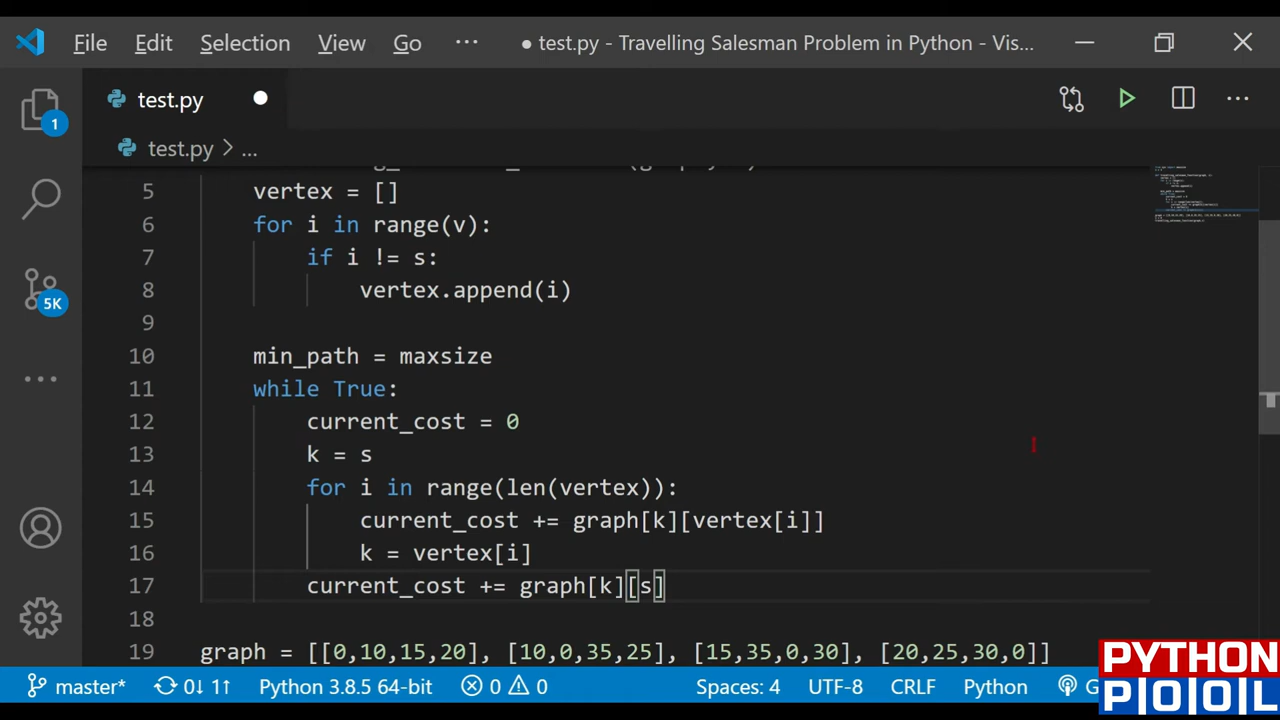 File Edit Selection View Go ··· ● test.py - Travelling Salesman Problem in Python - Vis...
1
test.py ●
test.py > ...
5 vertex = []
6 for i in range(v):
7 if i != s:
8 vertex.append(i)
9
10 min_path = maxsize
11 while True:
12 current_cost = 0
13 k = s
14 for i in range(len(vertex)):
15 current_cost += graph[k][vertex[i]]
16 k = vertex[i]
17 current_cost += graph[k][s]
18
19 graph = [[0,10,15,20], [10,0,35,25], [15,35,0,30], [20,25,30,0]]
5K
master* 0↓ 1↑ Python 3.8.5 64-bit 0 0 Spaces: 4 UTF-8 CRLF Python G
PYTHON
POOL